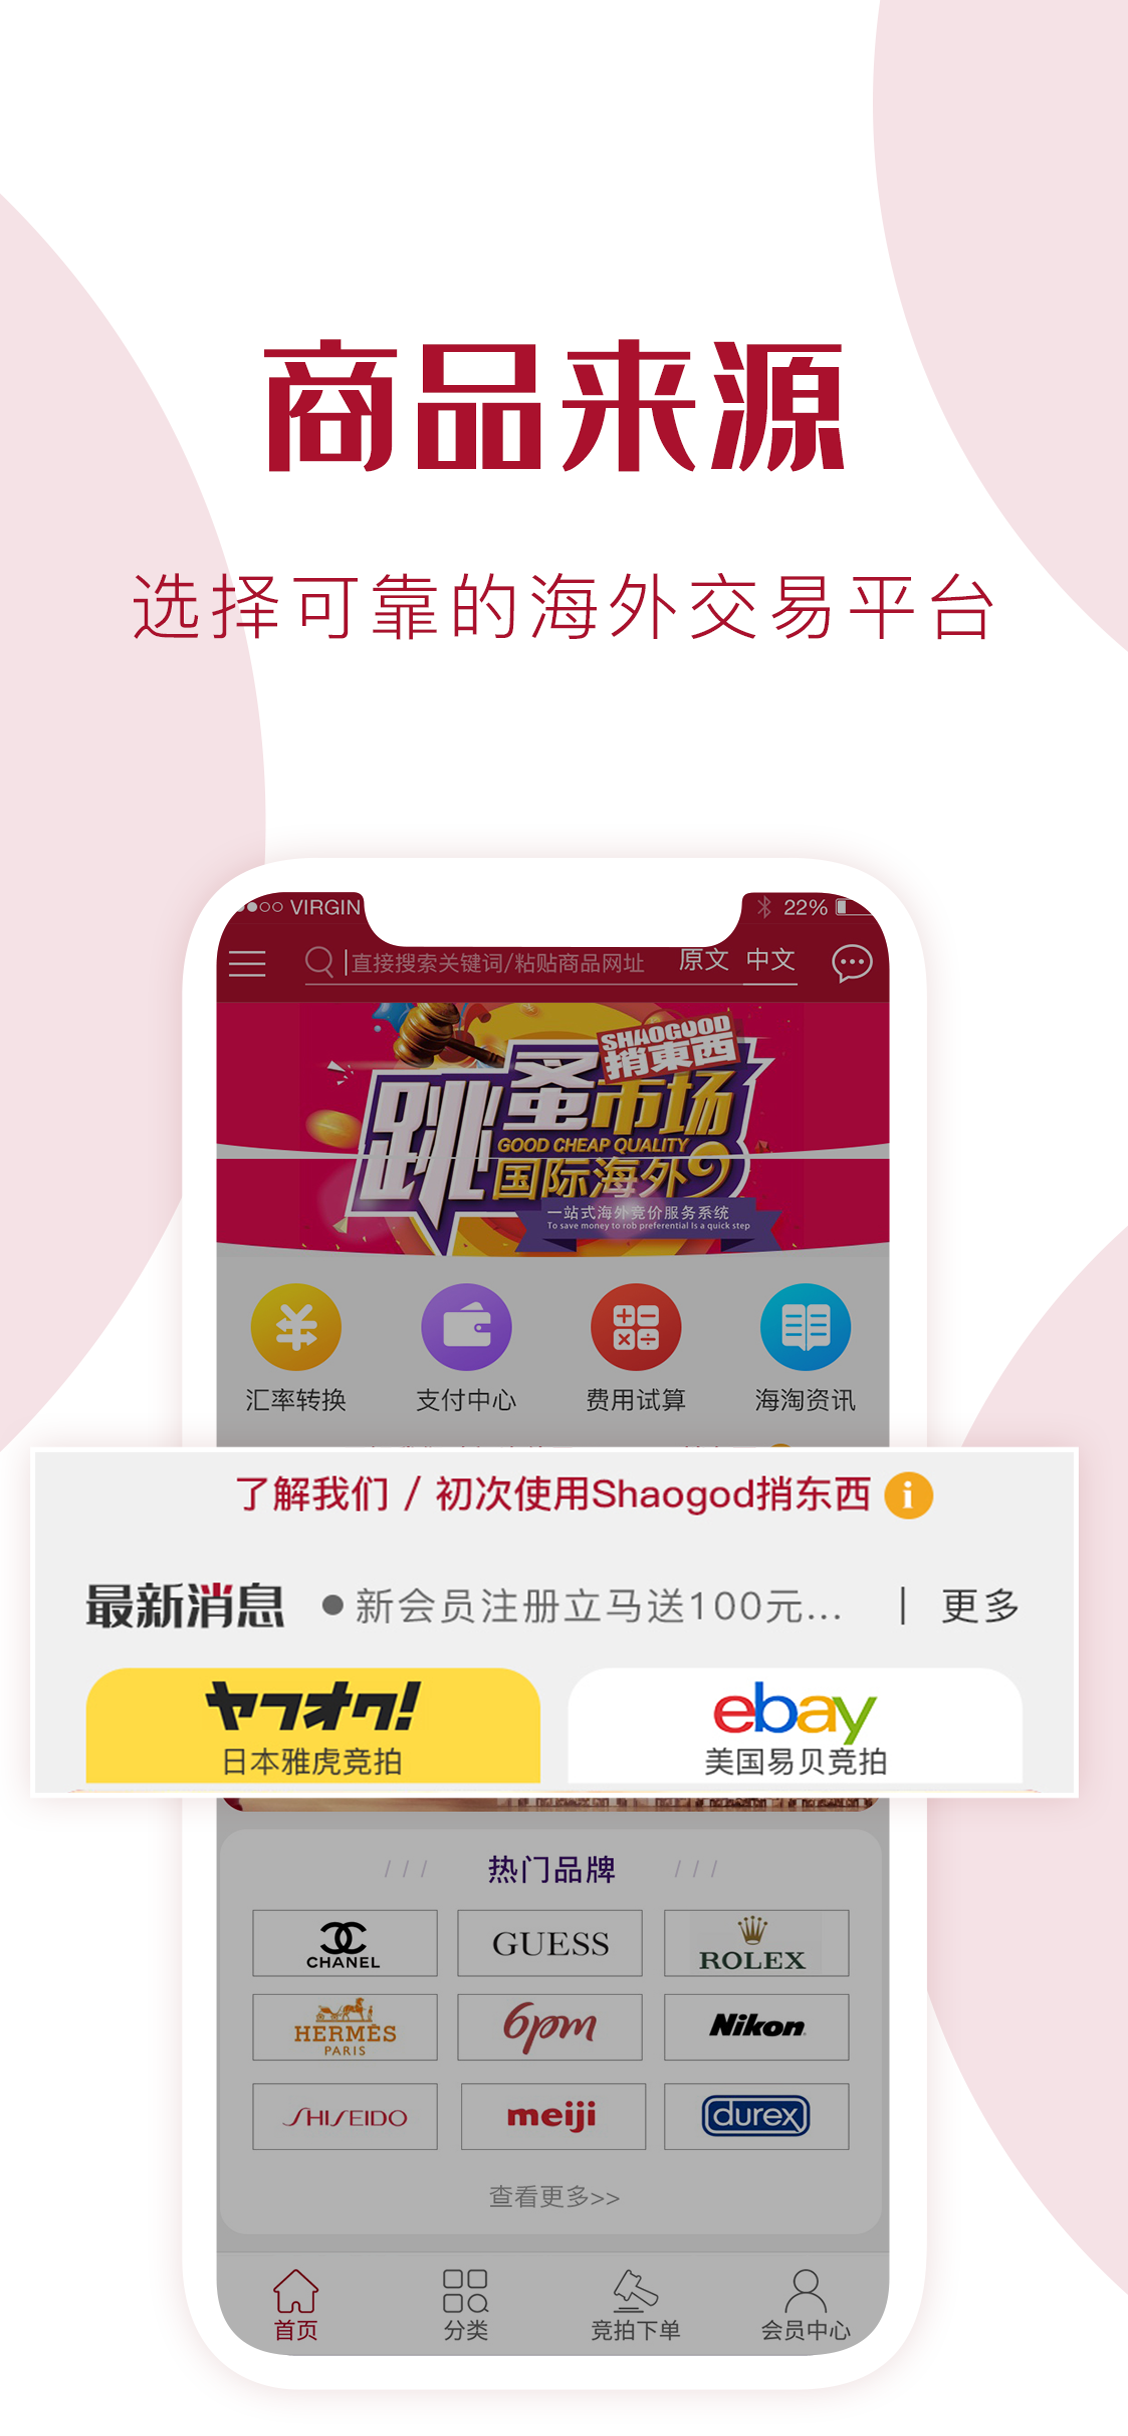 商品来源
选择可靠的海外交易平台
VIRGIN
22%
直接搜索关键词/粘贴商品网址
原文 中文
SHAOGOOD
捎東西
跳蚤市场
GOOD CHEAP QUALITY
国际海外
一站式海外竞价服务系统
To save money to rob preferential Is a quick step
汇率转换 支付中心 费用试算 海淘资讯
了解我们 / 初次使用Shaogod捎东西 i
最新消息 ●新会员注册立马送100元... | 更多
ヤフオク! ebay
日本雅虎竞拍 美国易贝竞拍
/ / / 热门品牌 / / /
CHANEL GUESS ROLEX
HERMÈS
PARIS
6pm Nikon
SHISEIDO meiji durex
查看更多>>
首页 分类 竞拍下单 会员中心